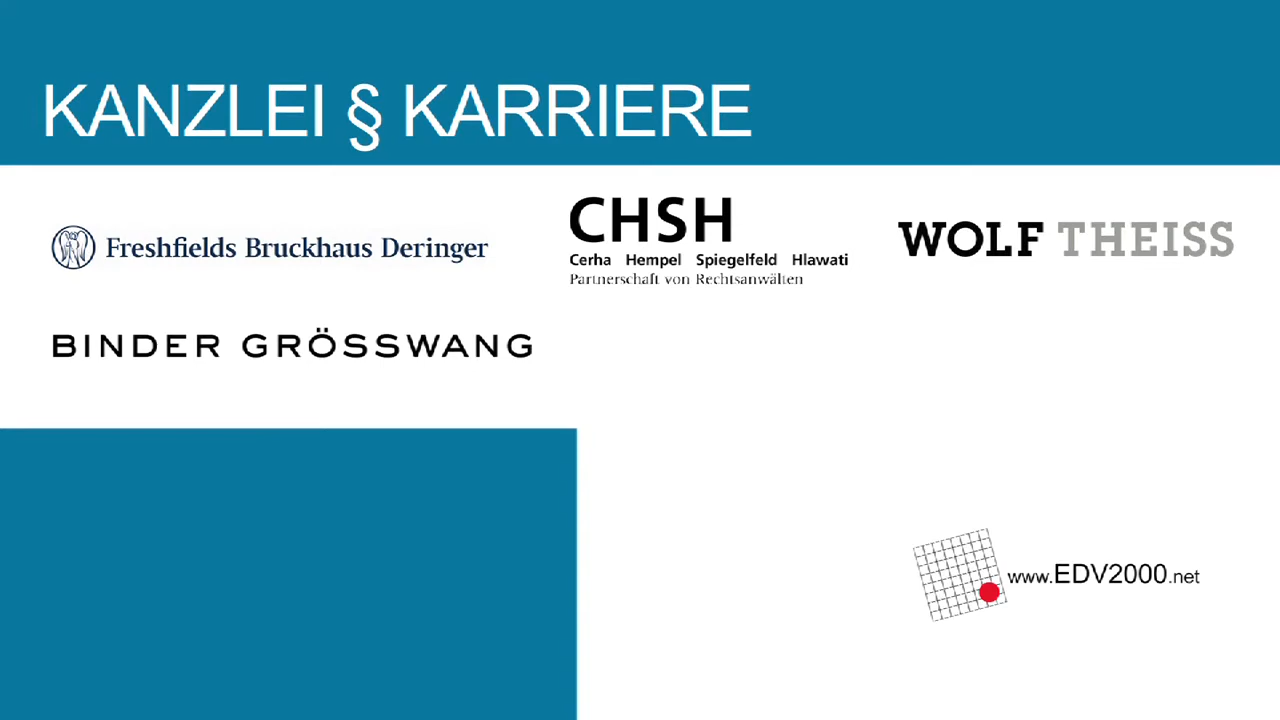 KANZLEI § KARRIERE
Freshfields Bruckhaus Deringer
CHSH
Cerha Hempel Spiegelfeld Hlawati
Partnerschaft von Rechtsanwälten
WOLF THEISS
BINDER GRÖSSWANG
www.EDV2000.net